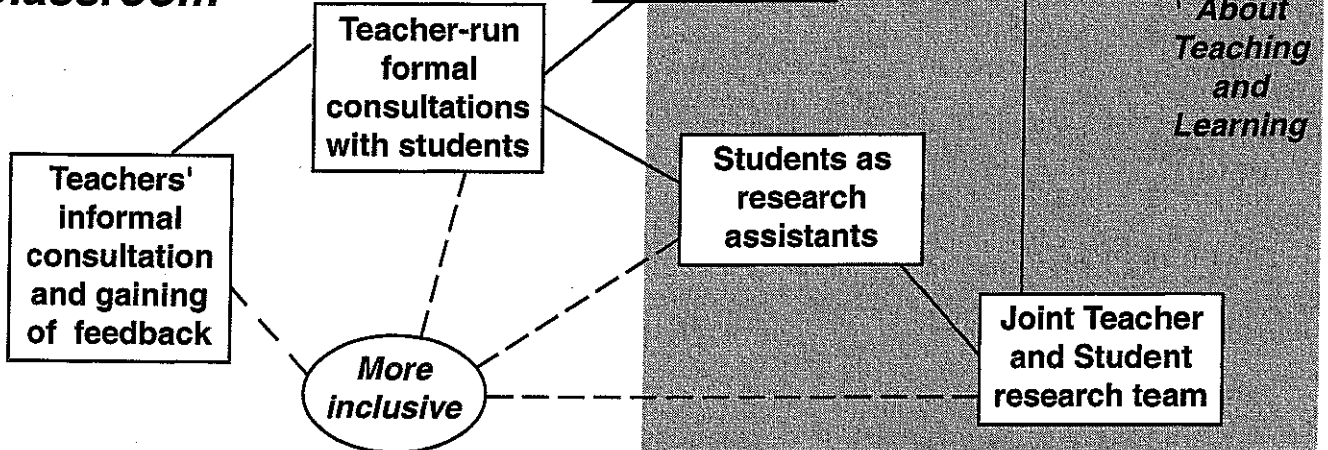 classroom
Teacher-run
formal
consultations
with students
About
Teaching
and
Learning
Teachers'
informal
consultation
and gaining
of feedback
Students as
research
assistants
Joint Teacher
and Student
research team
More
inclusive